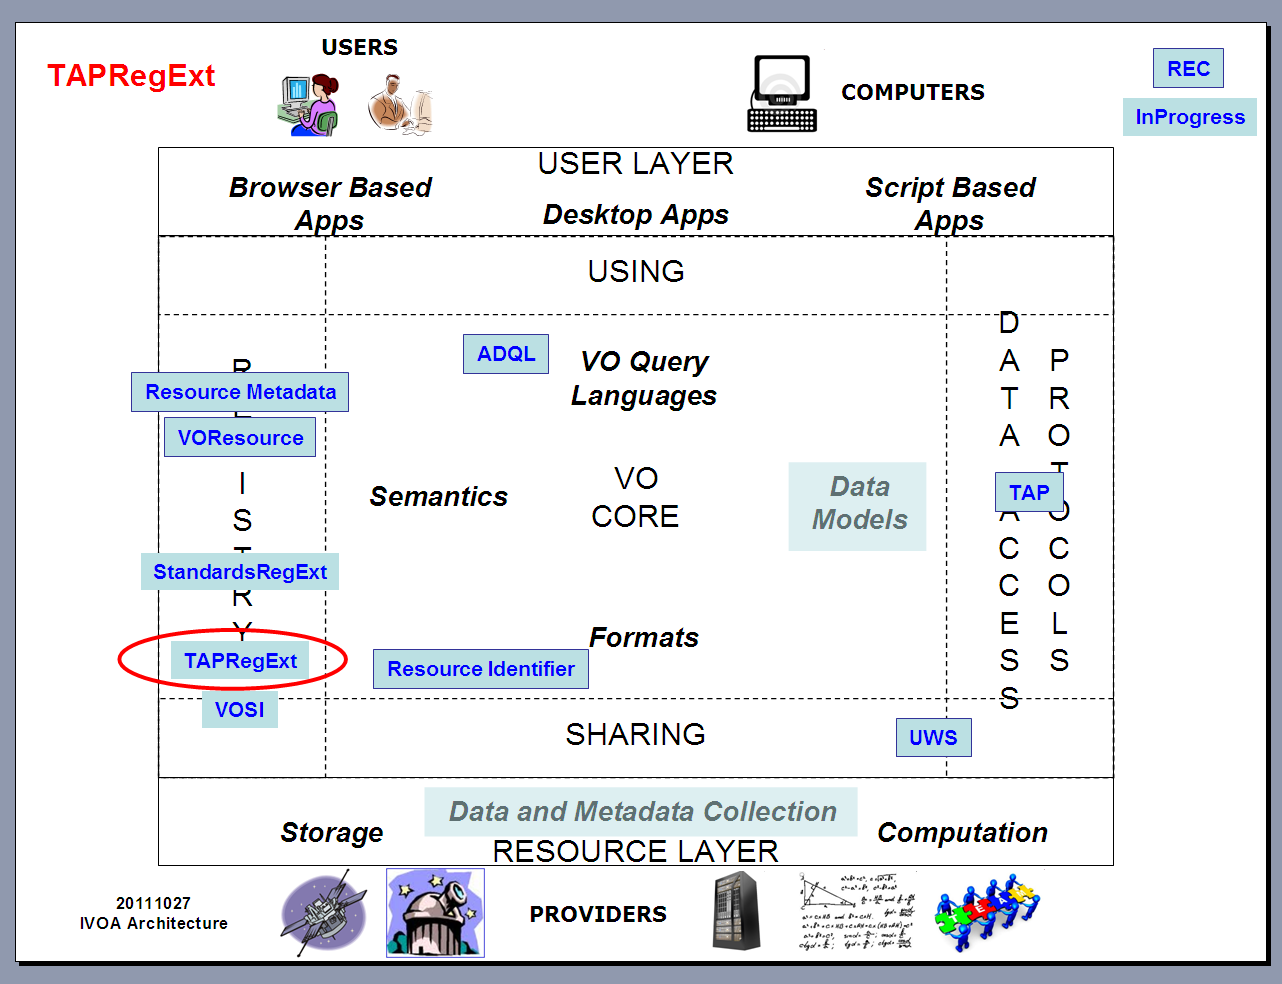 TAPRegExt
USERS
COMPUTERS
REC
InProgress
USER LAYER
Browser Based
Apps
Desktop Apps
Script Based
Apps
USING
R
Resource Metadata
VOResource
I
S
StandardsRegExt
R
Y
TAPRegExt
VOSI
ADQL
VO Query
Languages
Semantics
VO
CORE
Data
Models
Formats
Resource Identifier
D
A
T
A
TAP
A
C
C
E
S
S
P
R
O
T
O
C
O
L
S
SHARING
UWS
Data and Metadata Collection
Storage
Computation
RESOURCE LAYER
20111027
IVOA Architecture
PROVIDERS